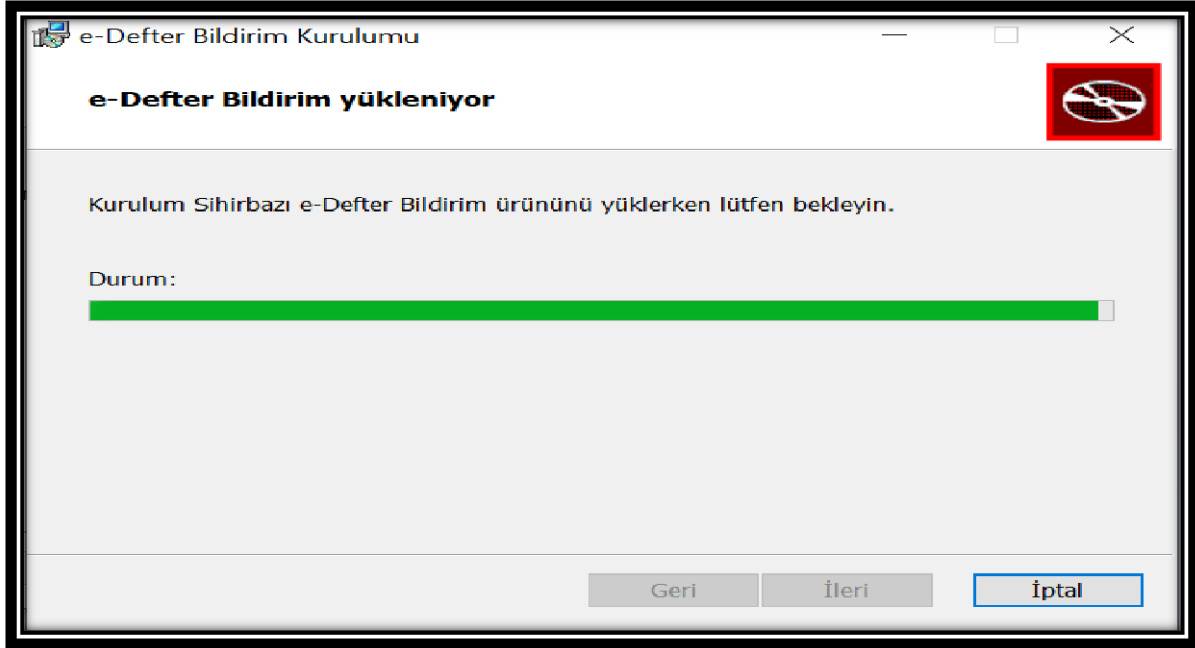 e-Defter Bildirim Kurulumu
e-Defter Bildirim yükleniyor
Kurulum Sihirbazı e-Defter Bildirim ürününü yüklerken lütfen bekleyin.
Durum:
Geri İleri İptal